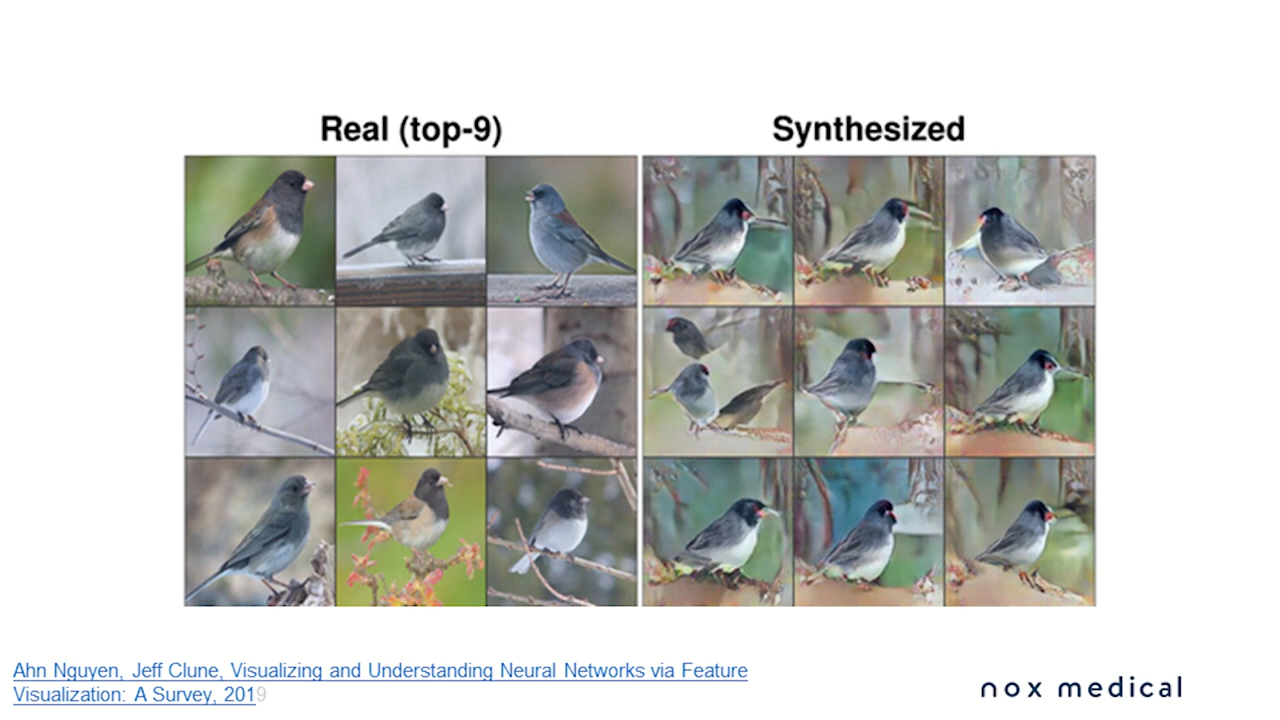 Real (top-9)
Synthesized
Ahn Nguyen, Jeff Clune, Visualizing and Understanding Neural Networks via Feature
Visualization: A Survey, 2019
nox medical